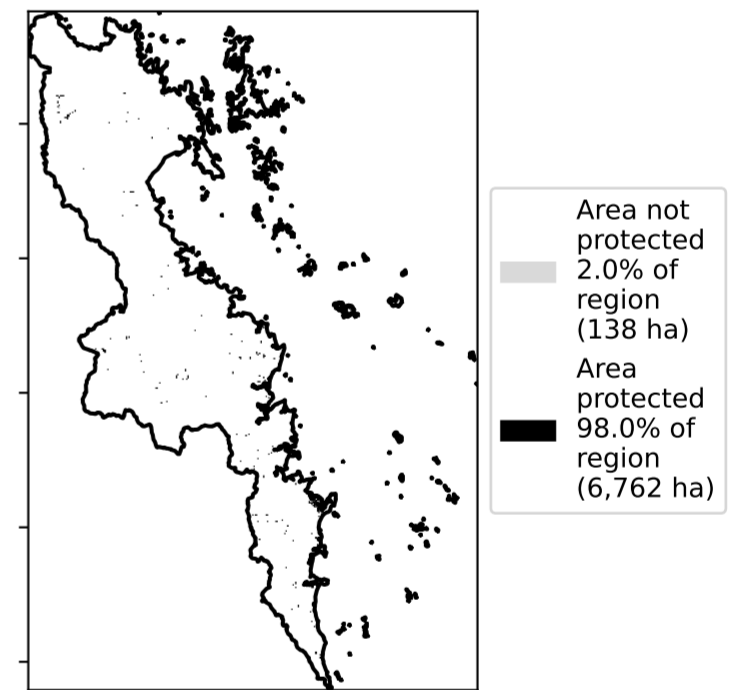 Area not
protected
2.0% of
region
(138 ha)
Area
protected
98.0% of
region
(6,762 ha)